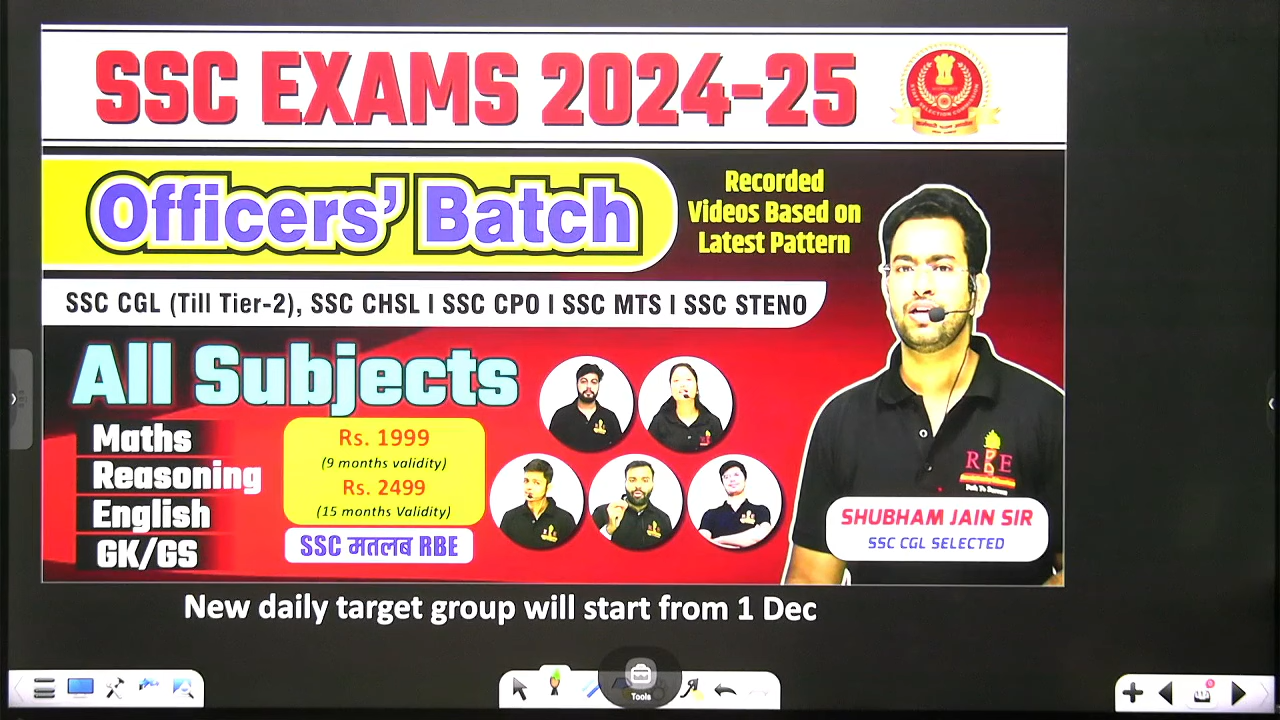 SSC EXAMS 2024-25
Officers' Batch
Recorded
Videos Based on
Latest Pattern
SSC CGL (Till Tier-2), SSC CHSL I SSC CPO I SSC MTS I SSC STENO
All Subjects
Maths
Reasoning
English
GK/GS
Rs. 1999
(9 months validity)
Rs. 2499
(15 months Validity)
SSC मतलब RBE
RBE
SHUBHAM JAIN SIR
SSC CGL SELECTED
New daily target group will start from 1 Dec
Tools